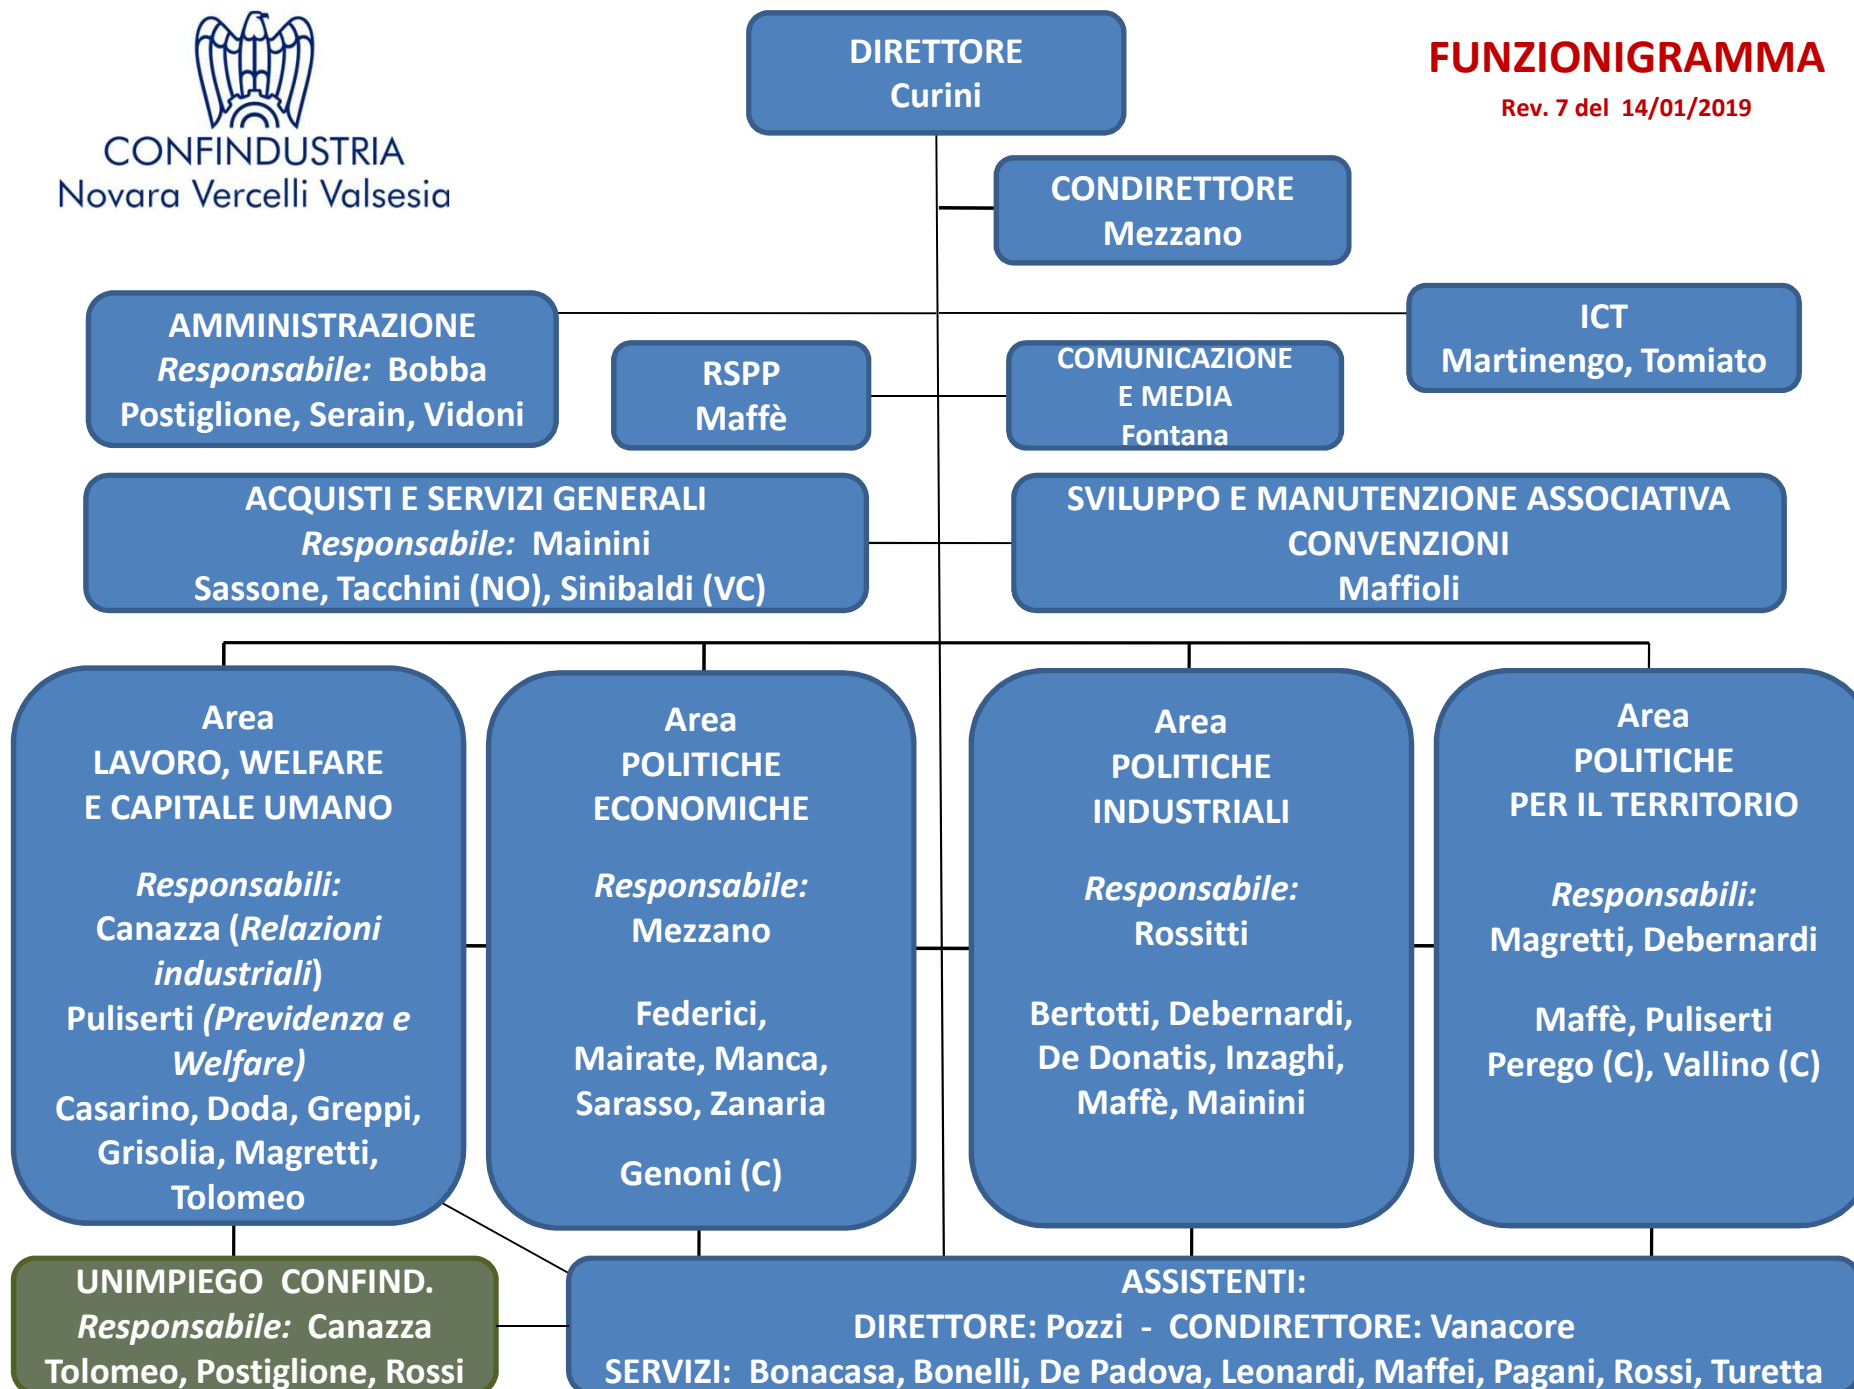 CONFINDUSTRIA
Novara Vercelli Valsesia
DIRETTORE
Curini
FUNZIONIGRAMMA
Rev. 7 del 14/01/2019
CONDIRETTORE
Mezzano
AMMINISTRAZIONE
Responsabile: Bobba
Postiglione, Serain, Vidoni
RSPP
Maffè
COMUNICAZIONE
E MEDIA
Fontana
ICT
Martinengo, Tomiato
ACQUISTI E SERVIZI GENERALI
Responsabile: Mainini
Sassone, Tacchini (NO), Sinibaldi (VC)
SVILUPPO E MANUTENZIONE ASSOCIATIVA
CONVENZIONI
Maffioli
Area
LAVORO, WELFARE
E CAPITALE UMANO
Responsabili:
Canazza (Relazioni
industriali)
Puliserti (Previdenza e
Welfare)
Casarino, Doda, Greppi,
Grisolia, Magretti,
Tolomeo
Area
POLITICHE
ECONOMICHE
Responsabile:
Mezzano
Federici,
Mairate, Manca,
Sarasso, Zanaria
Genoni (C)
Area
POLITICHE
INDUSTRIALI
Responsabile:
Rossitti
Bertotti, Debernardi,
De Donatis, Inzaghi,
Maffè, Mainini
Area
POLITICHE
PER IL TERRITORIO
Responsabili:
Magretti, Debernardi
Maffè, Puliserti
Perego (C), Vallino (C)
UNIMPIEGO CONFIND.
Responsabile: Canazza
Tolomeo, Postiglione, Rossi
ASSISTENTI:
DIRETTORE: Pozzi - CONDIRETTORE: Vanacore
SERVIZI: Bonacasa, Bonelli, De Padova, Leonardi, Maffei, Pagani, Rossi, Turetta